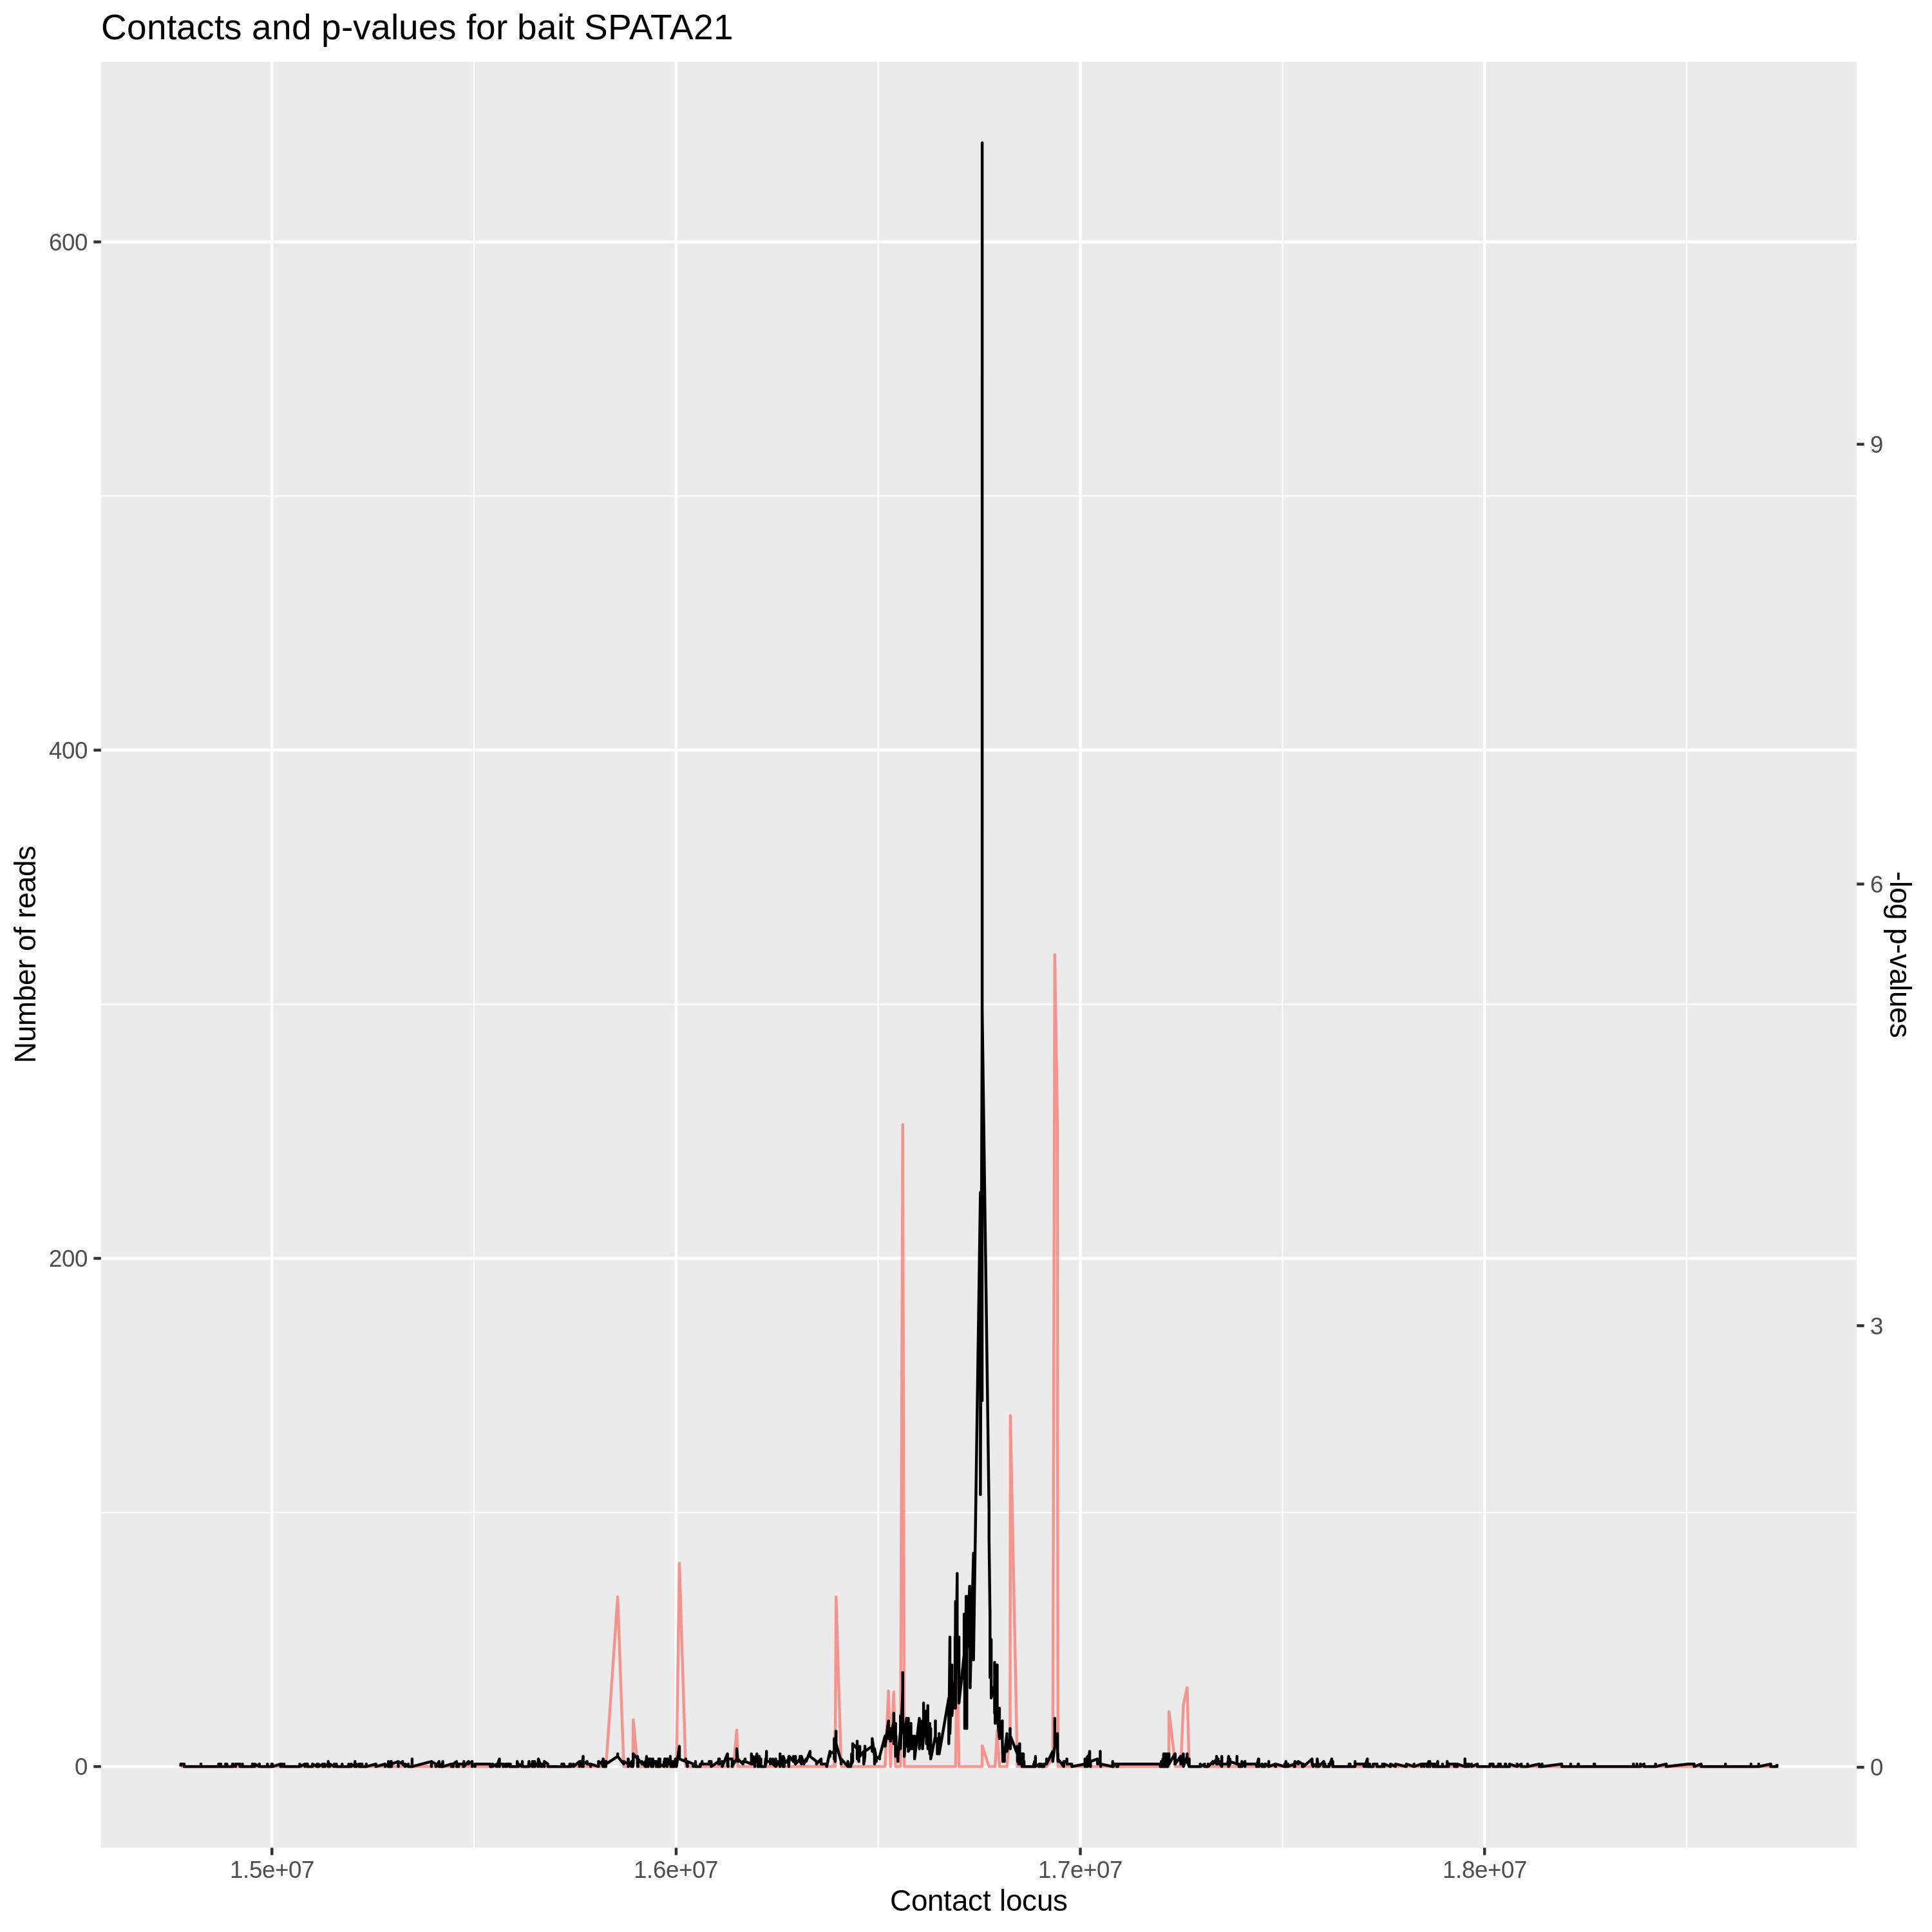 Contacts and p-values for bait SPATA21
600
400
200
0
Number of reads
9
6
3
0
-log p-values
1.5e+07
1.6e+07
1.7e+07
1.8e+07
Contact locus